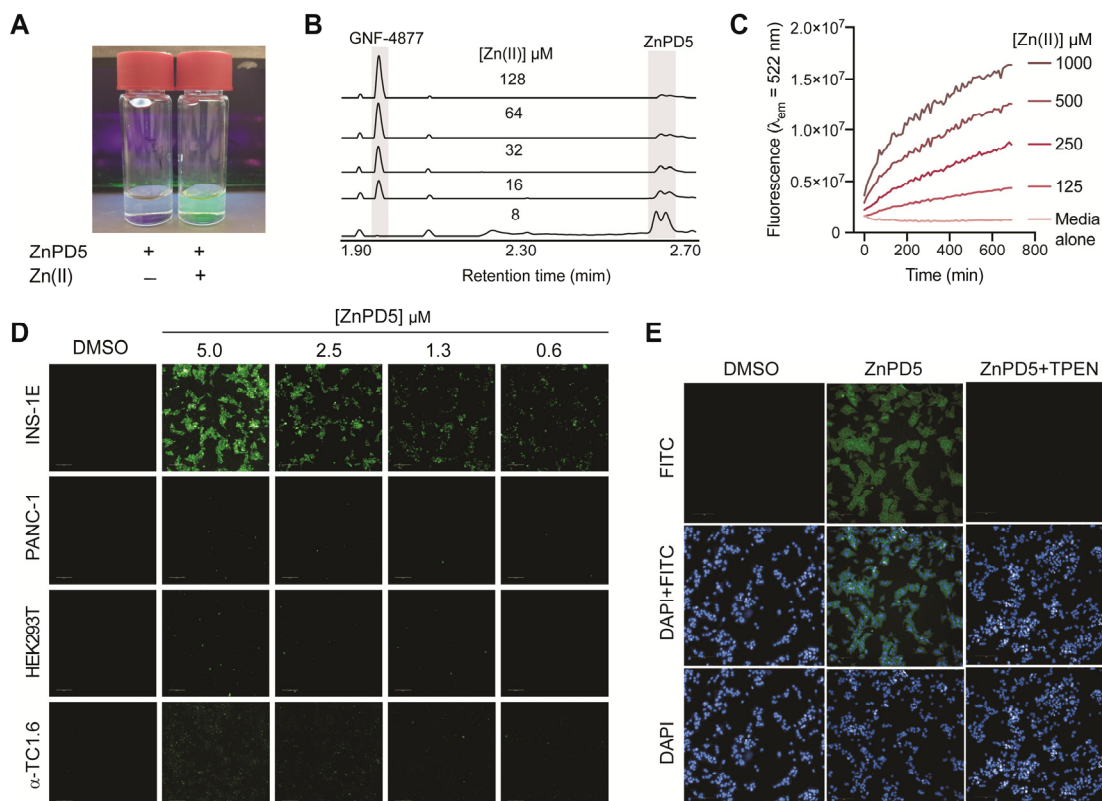 A
ZnPD5 + +
Zn(II) – +
B
GNF-4877
[Zn(II)] µM
ZnPD5
128
64
32
16
8
1.90 2.30 2.70
Retention time (mim)
C
[Zn(II)] µM
2.0×10⁷
1.5×10⁷
1.0×10⁷
0.5×10⁷
0
Fluorescence (λem = 522 nm)
1000
500
250
125
Media
alone
0 200 400 600 800
Time (min)
D
[ZnPD5] µM
DMSO 5.0 2.5 1.3 0.6
INS-1E
PANC-1
HEK293T
α-TC1.6
E
DMSO ZnPD5 ZnPD5+TPEN
FITC
DAPI+FITC
DAPI